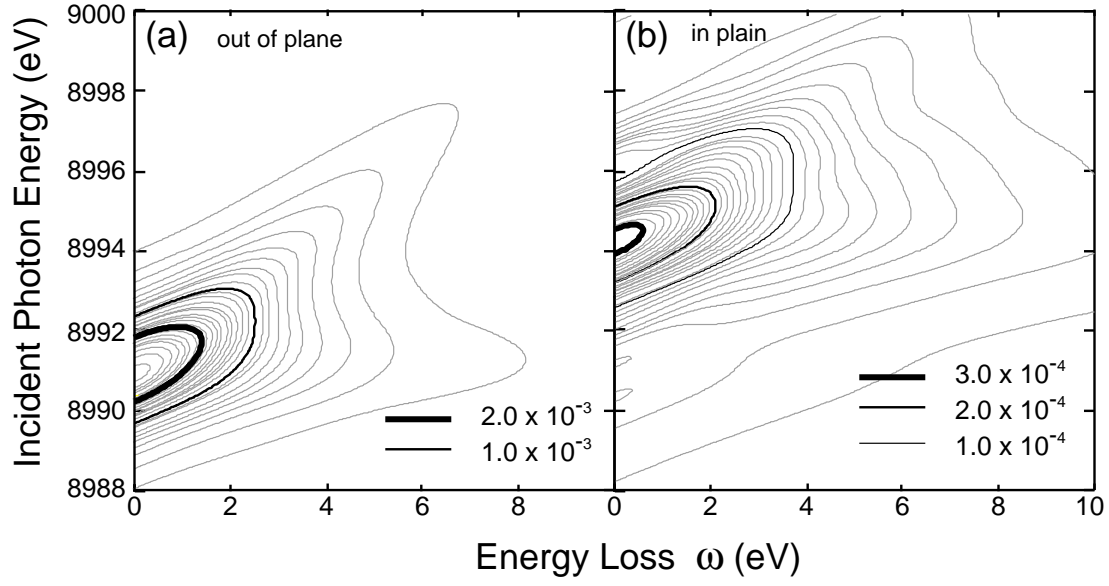 (a) out of plane
(b) in plain
Incident Photon Energy (eV)
9000
8998
8996
8994
8992
8990
8988
2.0 x 10⁻³
1.0 x 10⁻³
3.0 x 10⁻⁴
2.0 x 10⁻⁴
1.0 x 10⁻⁴
0 2 4 6 8 0 2 4 6 8 10
Energy Loss ω (eV)